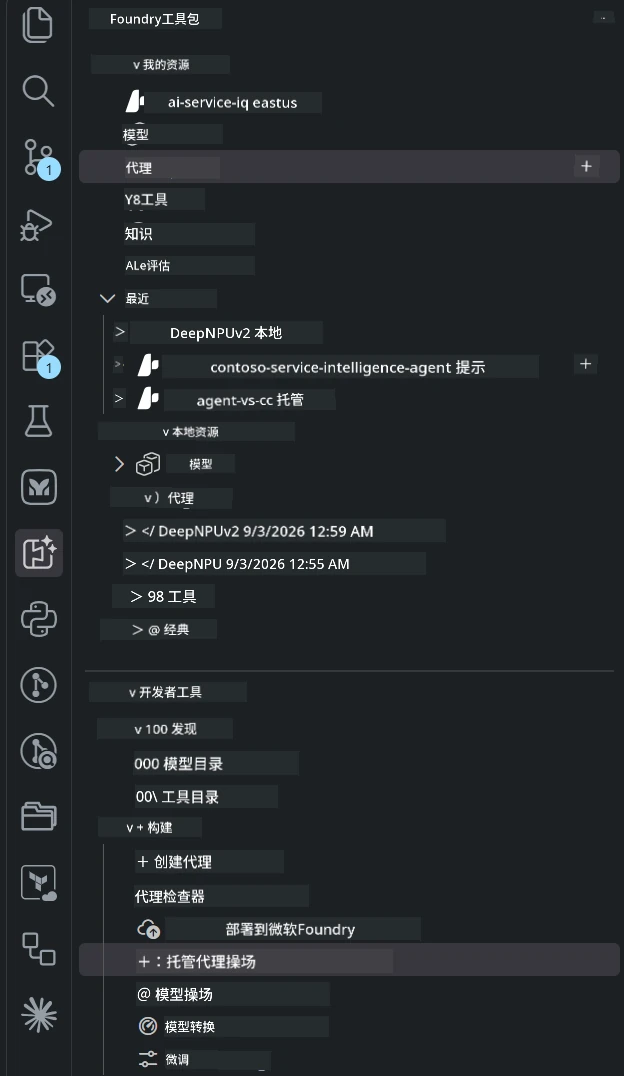 Foundry工具包
v 我的资源
ai-service-iq eastus
模型
代理
Y8工具
知识
ALe评估
最近
> DeepNPUv2 本地
> contoso-service-intelligence-agent 提示
> agent-vs-cc 托管
v 本地资源
模型
v ）代理
> </ DeepNPUv2 9/3/2026 12:59 AM
> </ DeepNPU 9/3/2026 12:55 AM
> 98 工具
> @ 经典
v 开发者工具
v 100 发现
000 模型目录
00\ 工具目录
v + 构建
+ 创建代理
代理检查器
部署到微软Foundry
+：托管代理操场
@ 模型操场
模型转换
微调
1
1